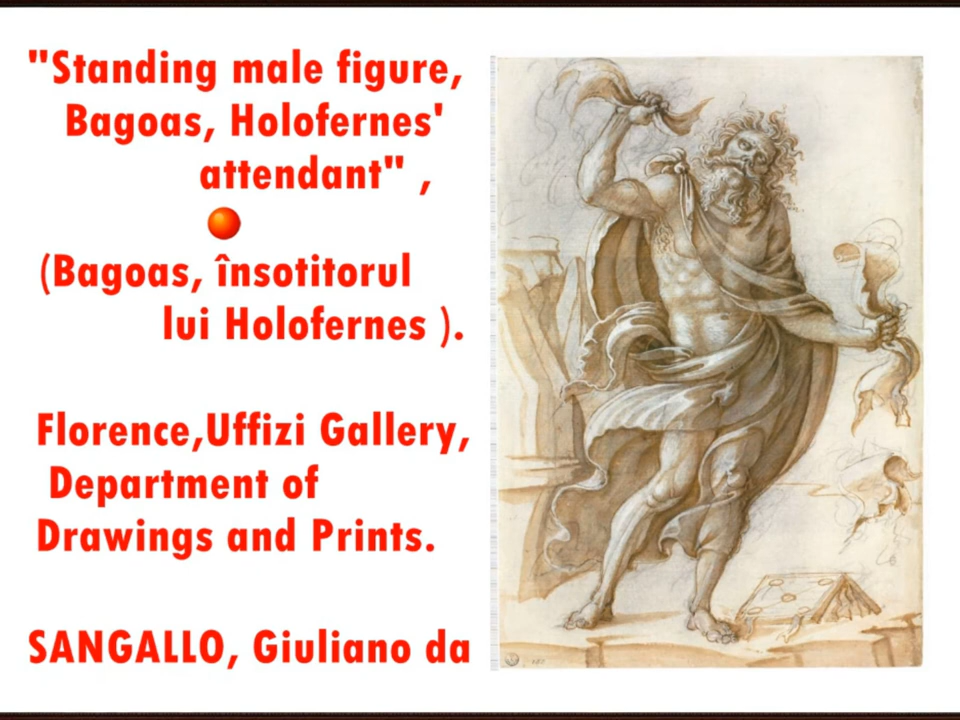 "Standing male figure,
Bagoas, Holofernes'
attendant" ,
(Bagoas, însotitorul
lui Holofernes ).
Florence,Uffizi Gallery,
Department of
Drawings and Prints.
SANGALLO, Giuliano da